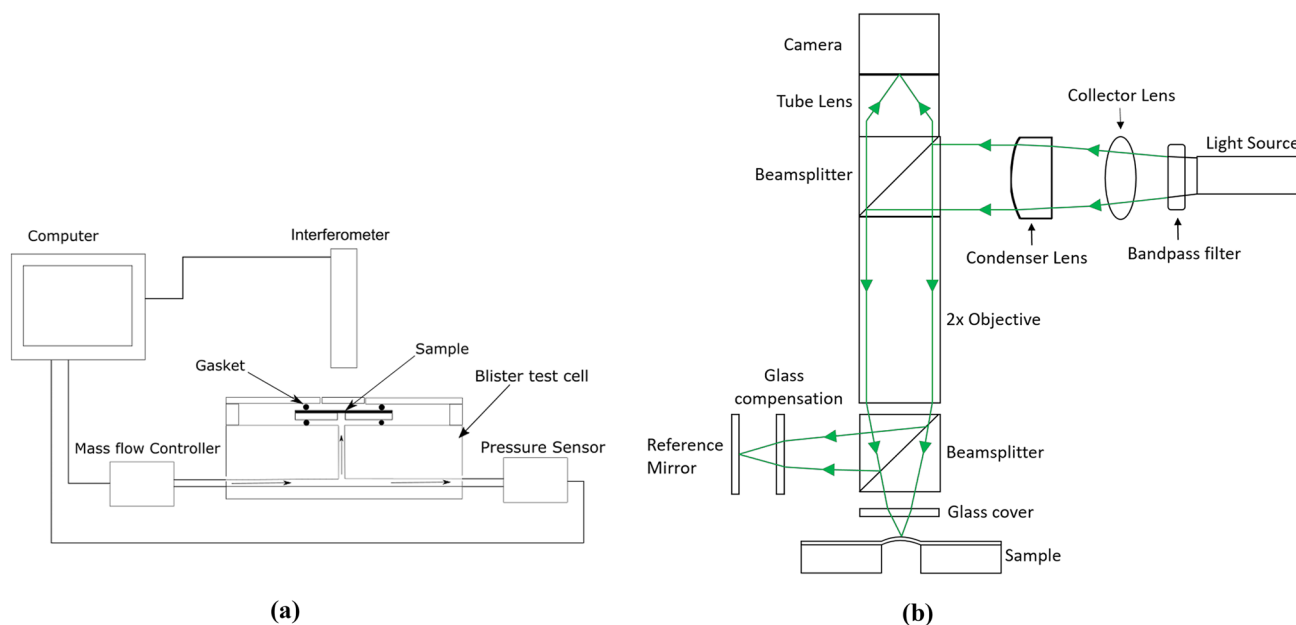 Computer
Interferometer
Gasket
Sample
Blister test cell
Mass flow Controller
Pressure Sensor
(a)
Camera
Tube Lens
Collector Lens
Light Source
Beamsplitter
Condenser Lens
Bandpass filter
2x Objective
Glass
compensation
Reference
Mirror
Beamsplitter
Glass cover
Sample
(b)